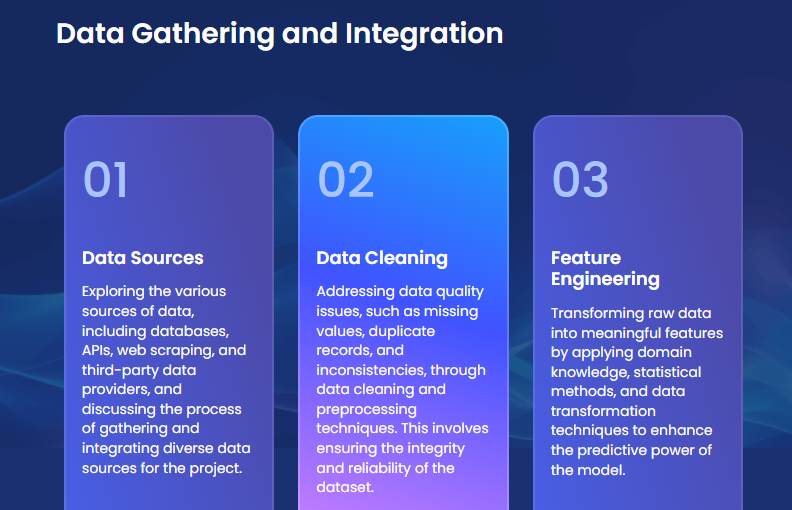 Data Gathering and Integration
01
Data Sources
Exploring the various
sources of data,
including databases,
APIs, web scraping, and
third-party data
providers, and
discussing the process
of gathering and
integrating diverse data
sources for the project.
02
Data Cleaning
Addressing data quality
issues, such as missing
values, duplicate
records, and
inconsistencies, through
data cleaning and
preprocessing
techniques. This involves
ensuring the integrity
and reliability of the
dataset.
03
Feature
Engineering
Transforming raw data
into meaningful features
by applying domain
knowledge, statistical
methods, and data
transformation
techniques to enhance
the predictive power of
the model.